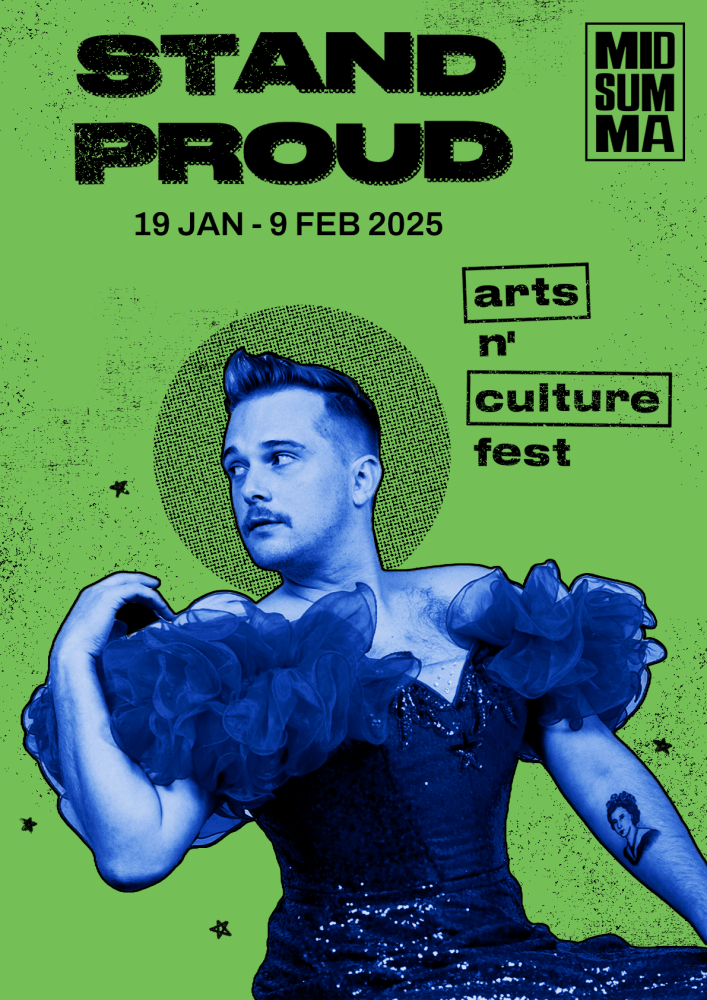 STAND
PROUD
19 JAN - 9 FEB 2025
MID
SUM
MA
arts
n'
culture
fest